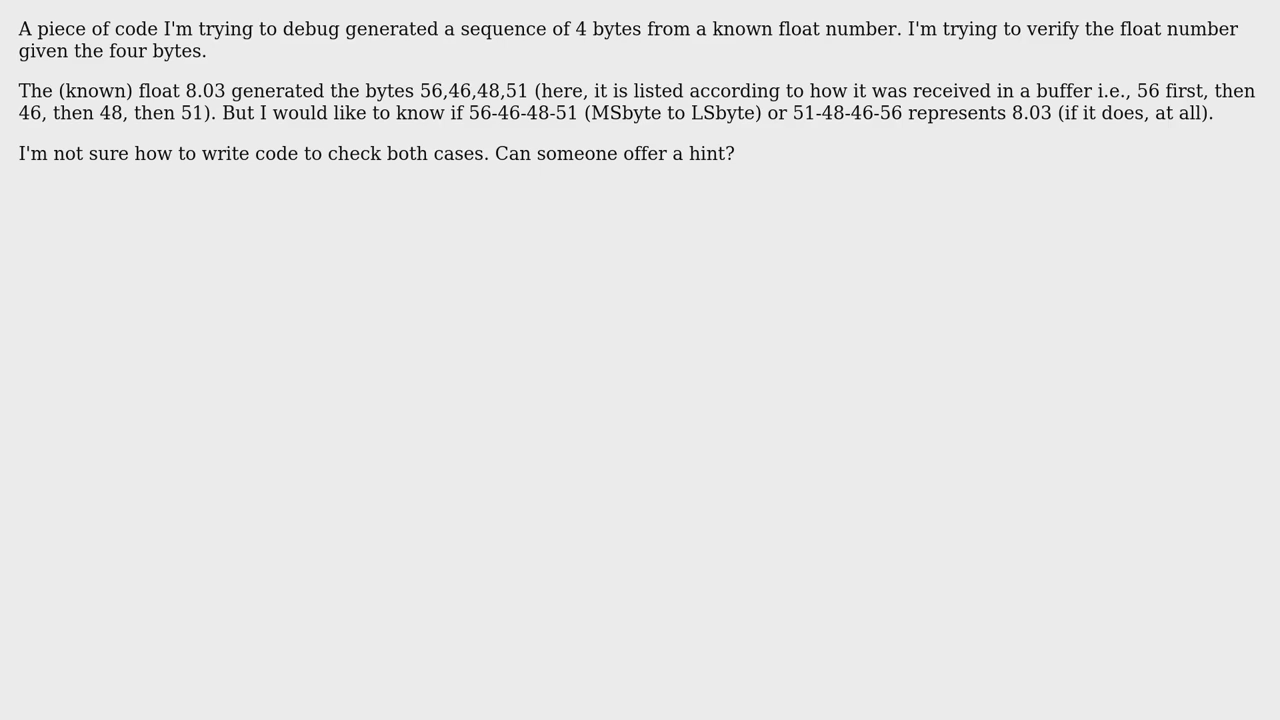 A piece of code I'm trying to debug generated a sequence of 4 bytes from a known float number. I'm trying to verify the float number
given the four bytes.
The (known) float 8.03 generated the bytes 56,46,48,51 (here, it is listed according to how it was received in a buffer i.e., 56 first, then
46, then 48, then 51). But I would like to know if 56-46-48-51 (MSbyte to LSbyte) or 51-48-46-56 represents 8.03 (if it does, at all).
I'm not sure how to write code to check both cases. Can someone offer a hint?